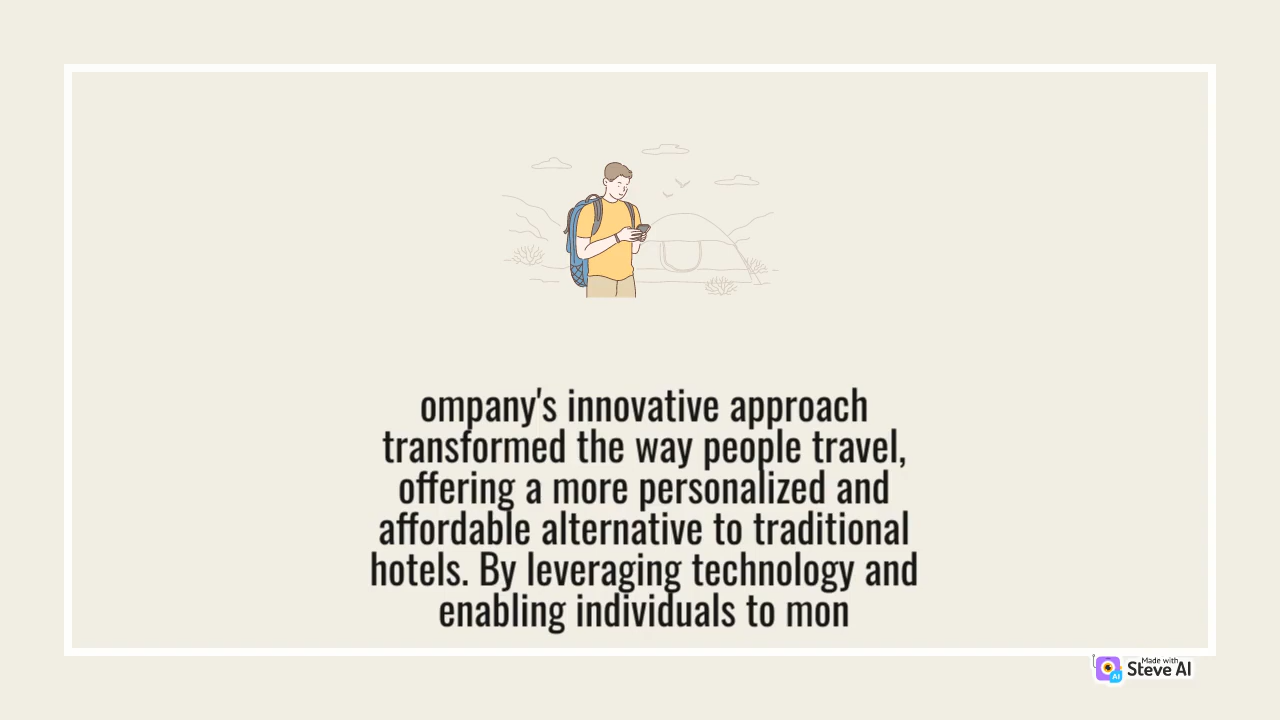 ompany's innovative approach
transformed the way people travel,
offering a more personalized and
affordable alternative to traditional
hotels. By leveraging technology and
enabling individuals to mon
Made with
Steve AI
AI